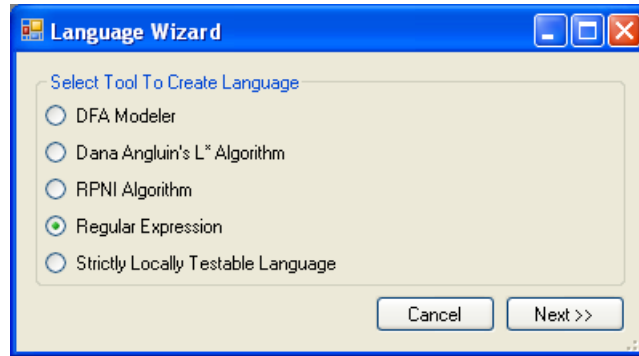 Language Wizard
Select Tool To Create Language
DFA Modeler
Dana Angluin's L* Algorithm
RPNI Algorithm
Regular Expression
Strictly Locally Testable Language
Cancel
Next >>